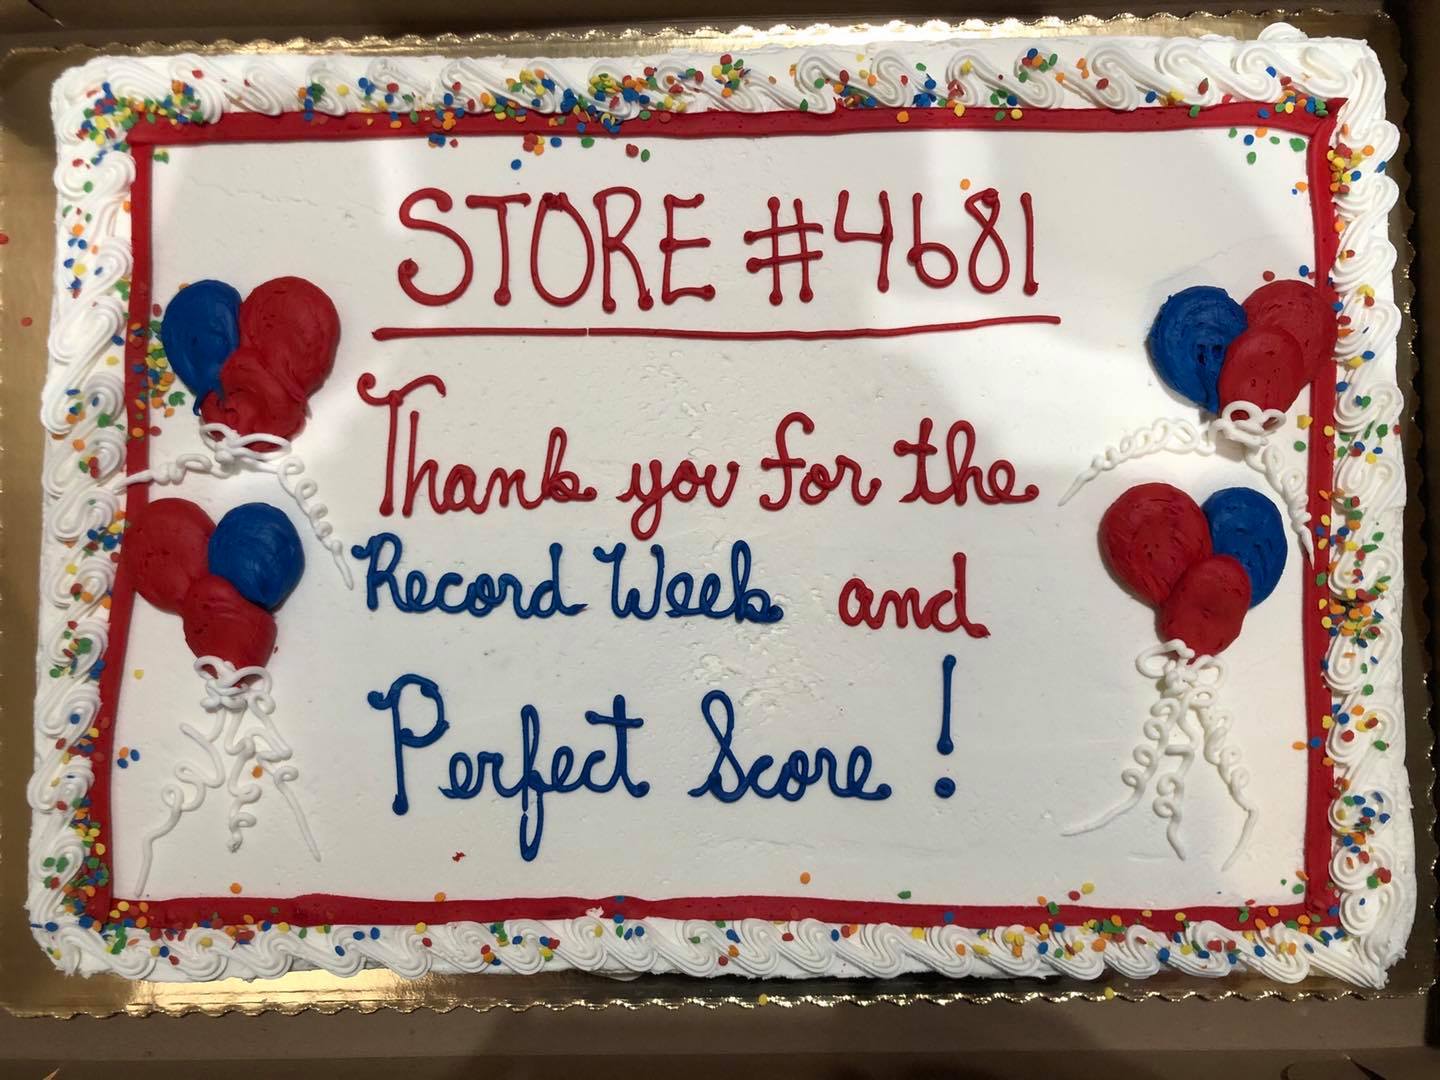 STORE #4681
Thank you for the
Record Week and
Perfect Score!